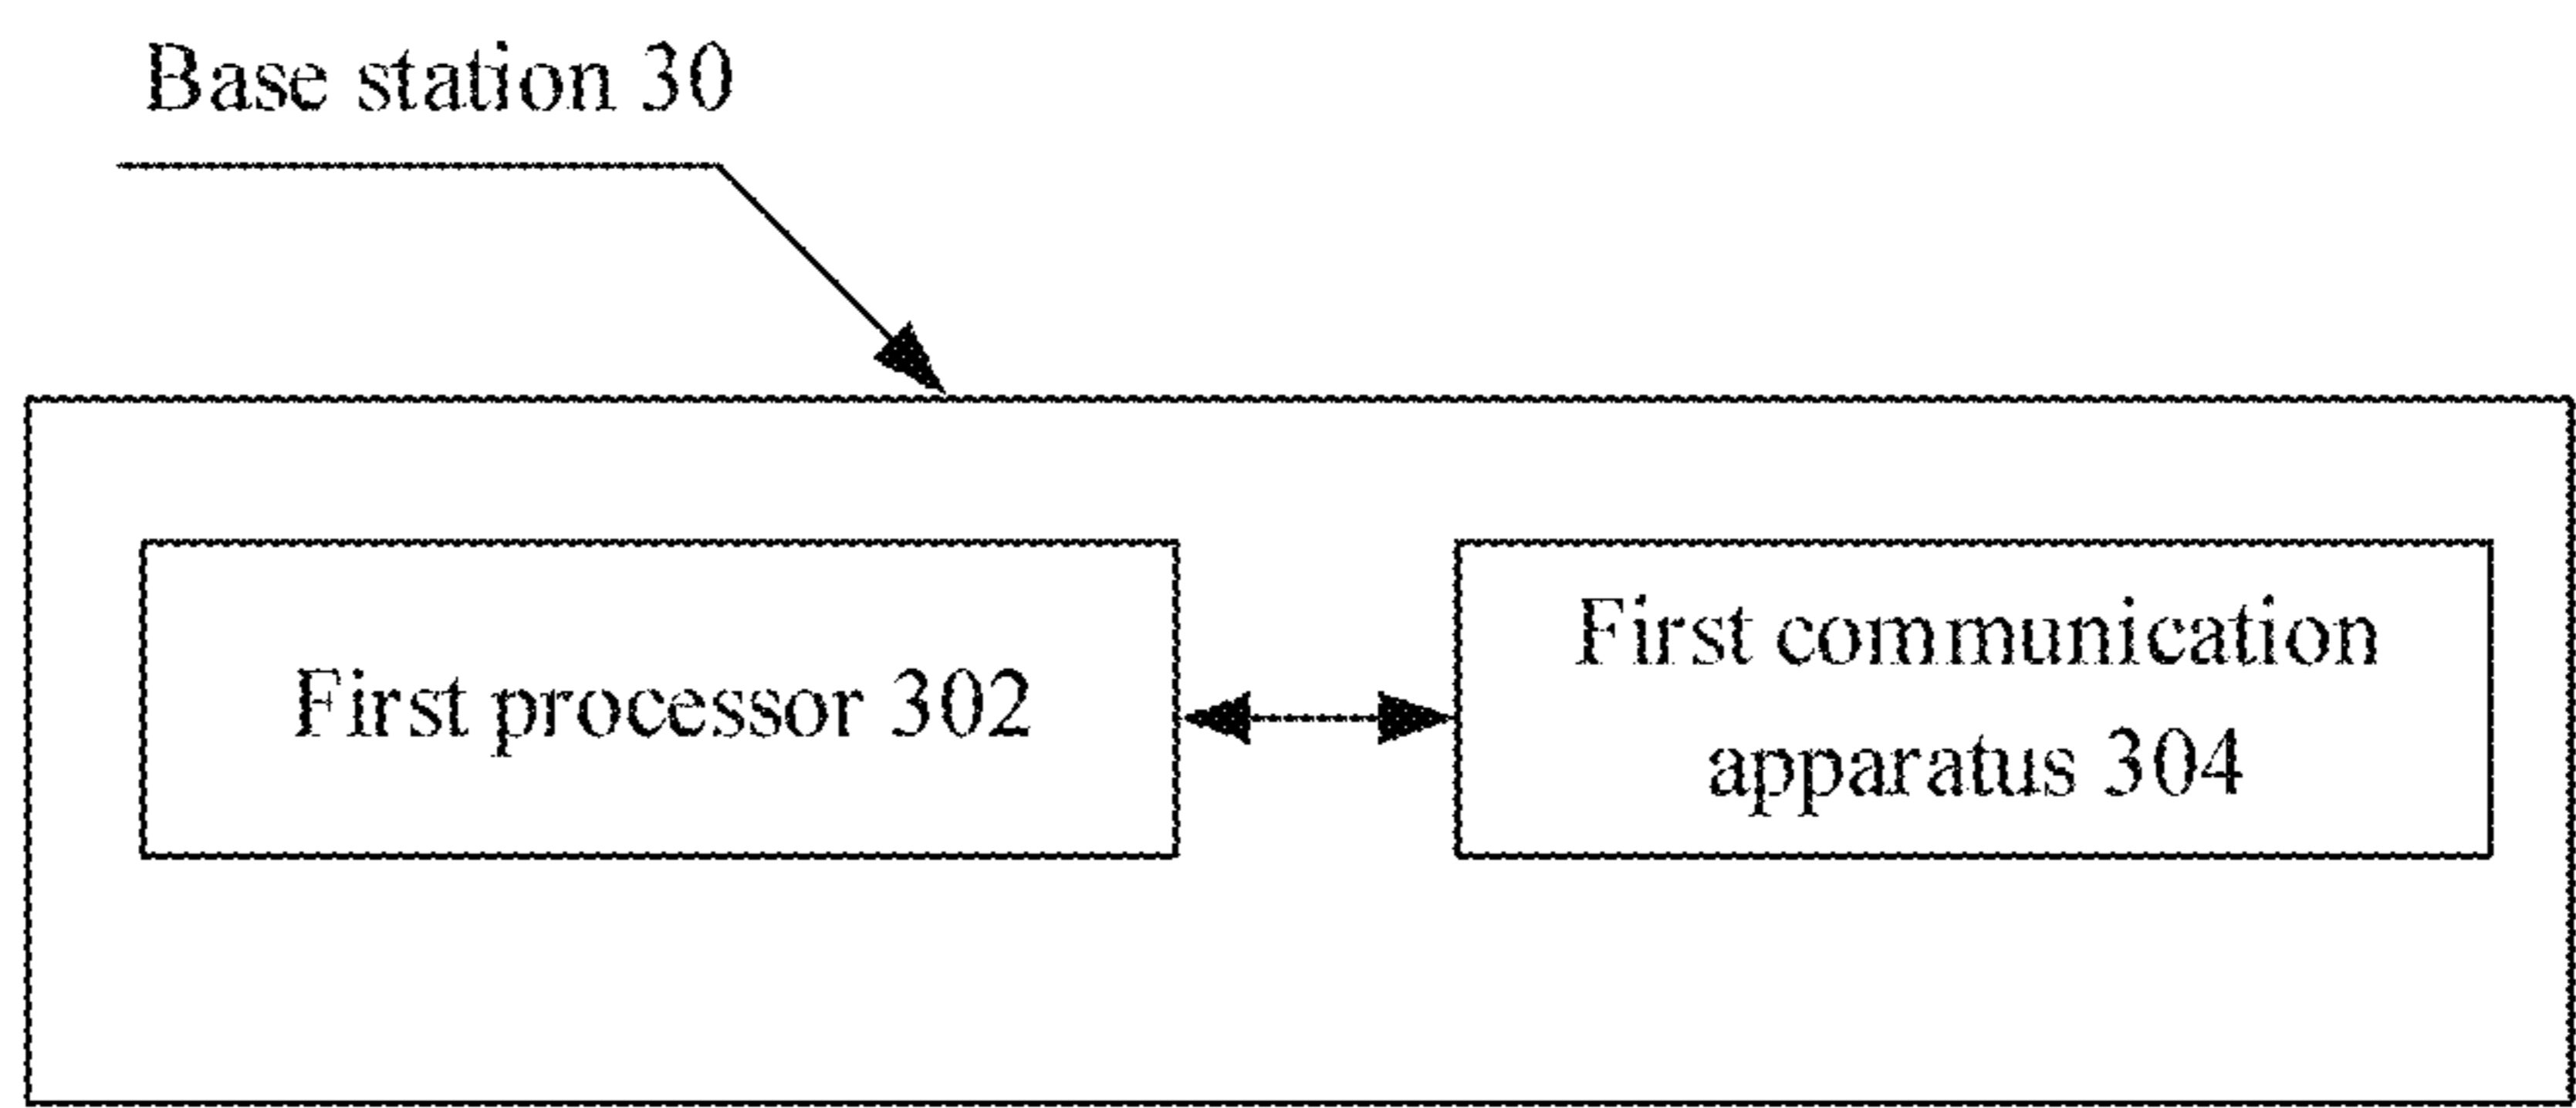 Base station 30
First processor 302
First communication
apparatus 304